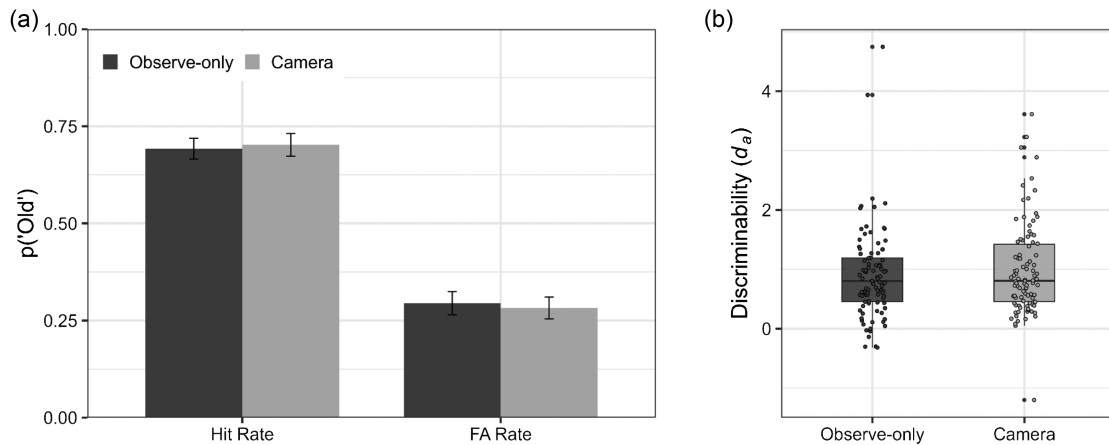 (a)
1.00
0.75
0.50
0.25
0.00
p('Old')
Observe-only
Camera
Hit Rate
FA Rate
(b)
4
2
0
Discriminability (dₐ)
Observe-only
Camera